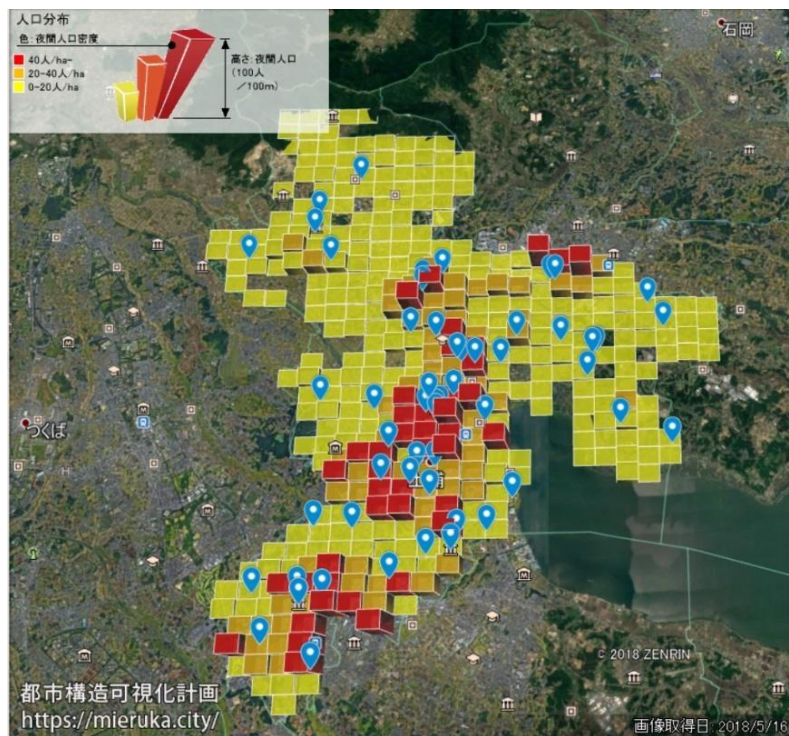 人口分布
色:夜間人口密度
40人/ha-
20-40人/ha
0-20人/ha
高さ:夜間人口
(100人
/100m)
石岡
つくば
© 2018 ZENRIN
都市構造可視化計画
https://mieruka.city/
画像取得日: 2018/5/16